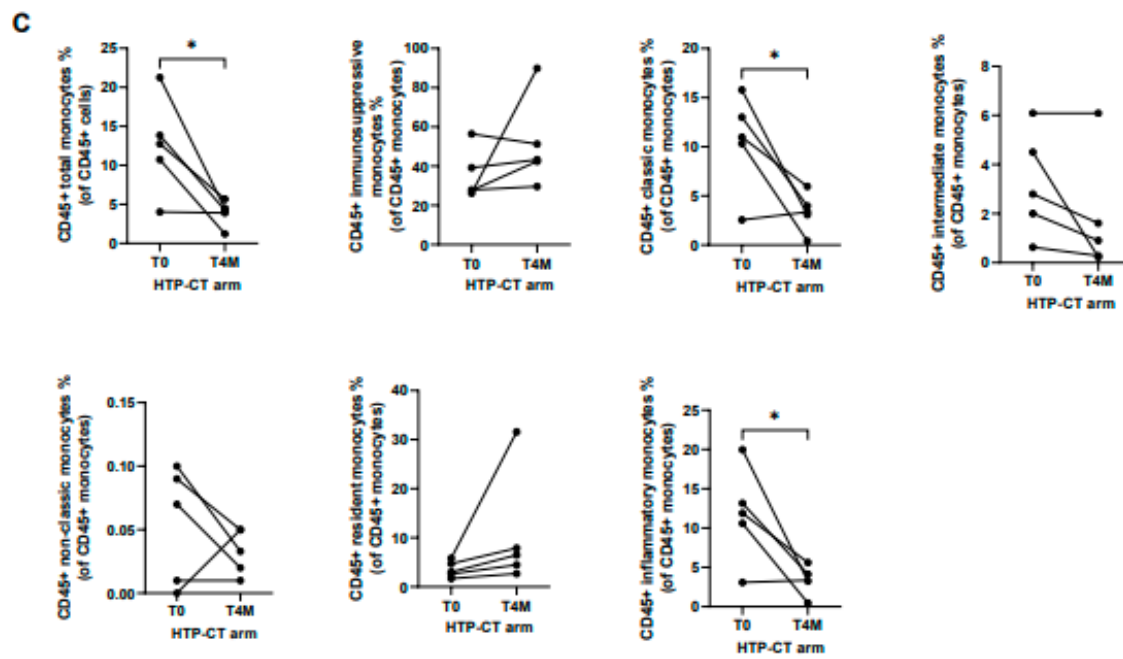 C
CD45+ total monocytes %
(of CD45+ cells)
25
20
15
10
5
0
*
T0 T4M
HTP-CT arm
CD45+ immunosuppressive
monocytes %
(of CD45+ monocytes)
100
80
60
40
20
0
T0 T4M
HTP-CT arm
CD45+ classic monocytes %
(of CD45+ monocytes)
20
15
10
5
0
*
T0 T4M
HTP-CT arm
CD45+ intermediate monocytes %
(of CD45+ monocytes)
8
6
4
2
0
T0 T4M
HTP-CT arm
CD45+ non-classic monocytes %
(of CD45+ monocytes)
0.15
0.10
0.05
0.00
T0 T4M
HTP-CT arm
CD45+ resident monocytes %
(of CD45+ monocytes)
40
30
20
10
0
T0 T4M
HTP-CT arm
CD45+ inflammatory monocytes %
(of CD45+ monocytes)
25
20
15
10
5
0
*
T0 T4M
HTP-CT arm